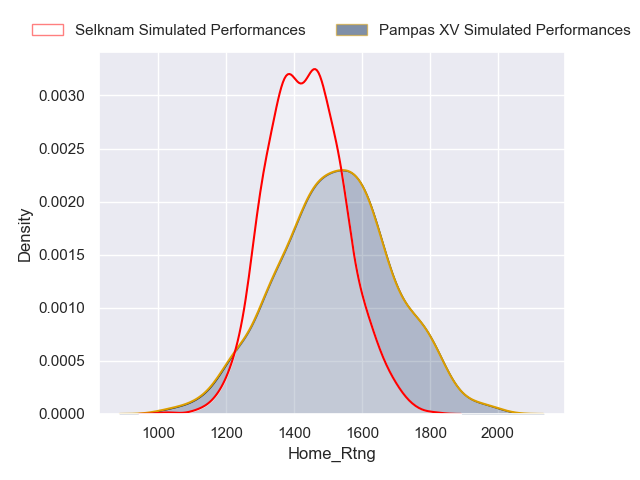 Selknam Simulated Performances
Pampas XV Simulated Performances
0.0030
0.0025
0.0020
0.0015
0.0010
0.0005
0.0000
Density
1000 1200 1400 1600 1800 2000
Home_Rtng